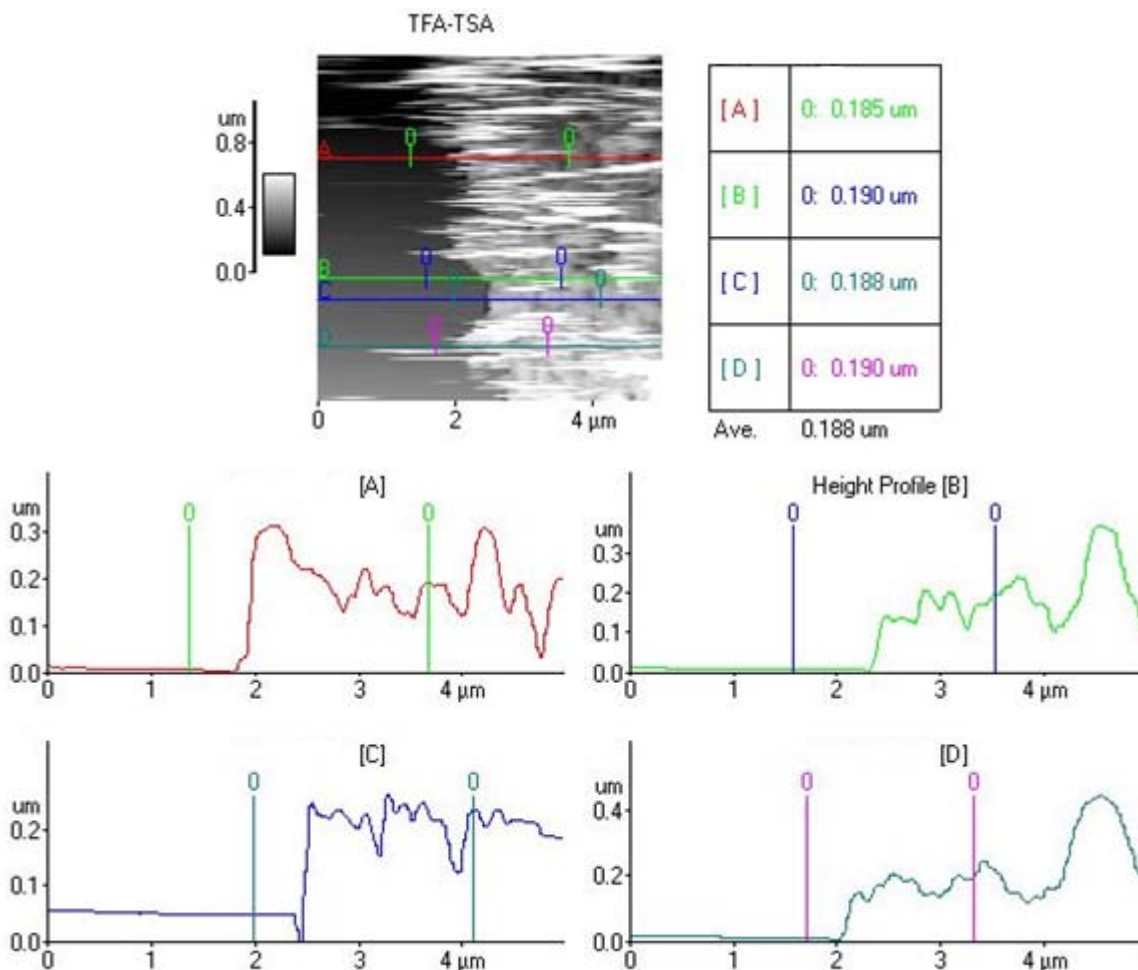 TFA-TSA
um
0.8
0.4
0.0
A
0
0
B
0
0
C
0
0
D
0
0
0
2
4 µm
[A]
0: 0.185 um
[B]
0: 0.190 um
[C]
0: 0.188 um
[D]
0: 0.190 um
Ave. 0.188 um
[A]
um
0.3
0.2
0.1
0.0
0
0
0 1 2 3 4 µm
Height Profile [B]
um
0.3
0.2
0.1
0.0
0
0
0 1 2 3 4 µm
[C]
um
0.2
0.1
0.0
0
0
0 1 2 3 4 µm
[D]
um
0.4
0.2
0.0
0
0
0 1 2 3 4 µm